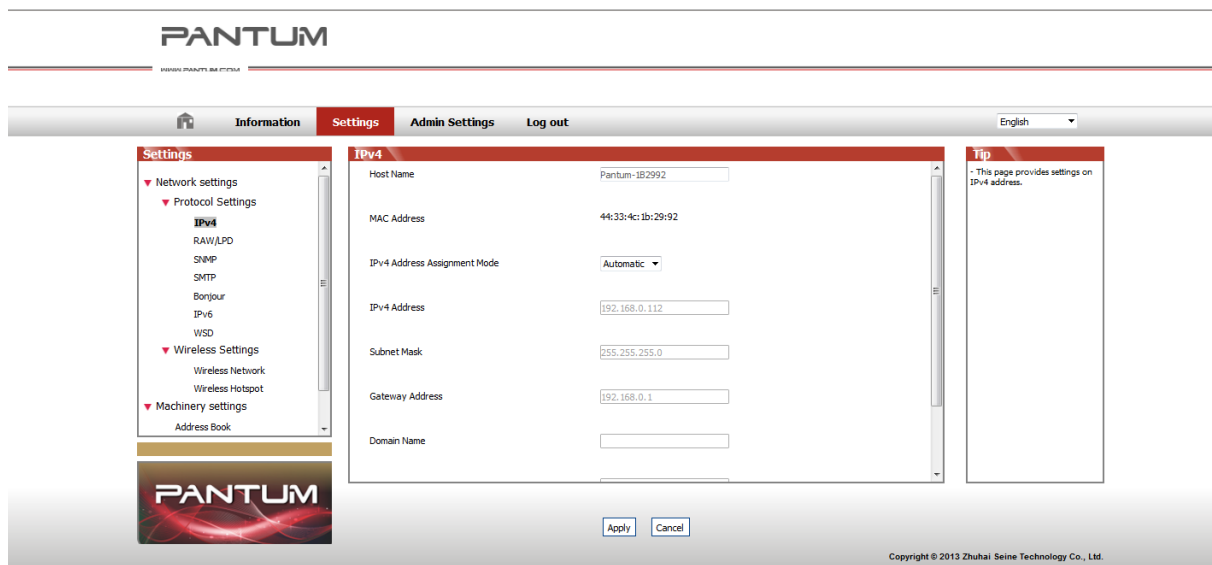 PANTUM
WWW.PANTUM.COM
Information Settings Admin Settings Log out English
Settings
Network settings
Protocol Settings
IPv4
RAW/LPD
SNMP
SMTP
Bonjour
IPv6
WSD
Wireless Settings
Wireless Network
Wireless Hotspot
Machinery settings
Address Book
PANTUM
IPv4
Host Name Pantum-1B2992
MAC Address 44:33:4c:1b:29:92
IPv4 Address Assignment Mode Automatic
IPv4 Address 192.168.0.112
Subnet Mask 255.255.255.0
Gateway Address 192.168.0.1
Domain Name
Apply Cancel
Tip
- This page provides settings on
IPv4 address.
Copyright © 2013 Zhuhai Seine Technology Co., Ltd.